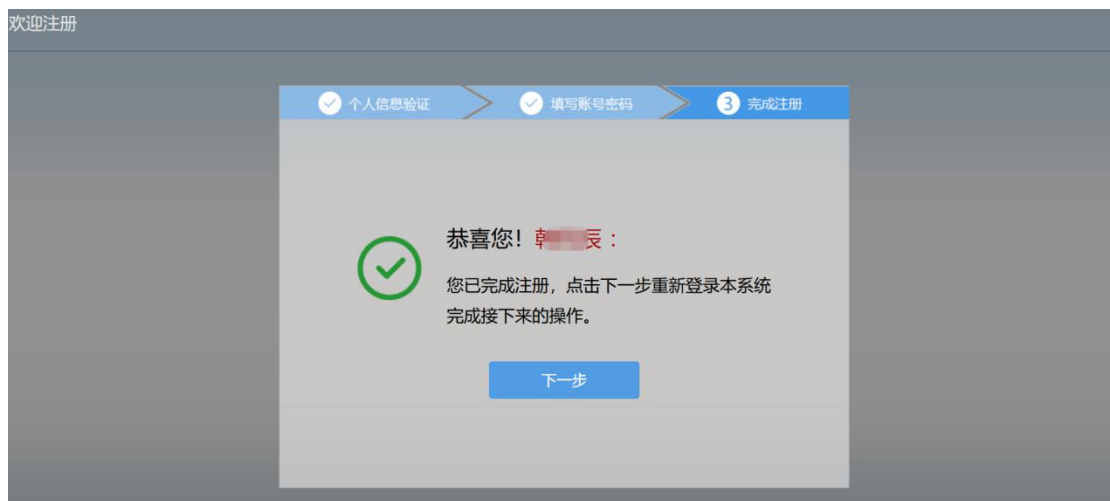 欢迎注册
个人信息验证
填写账号密码
3 完成注册
恭喜您！韩 辰：
您已完成注册，点击下一步重新登录本系统
完成接下来的操作。
下一步